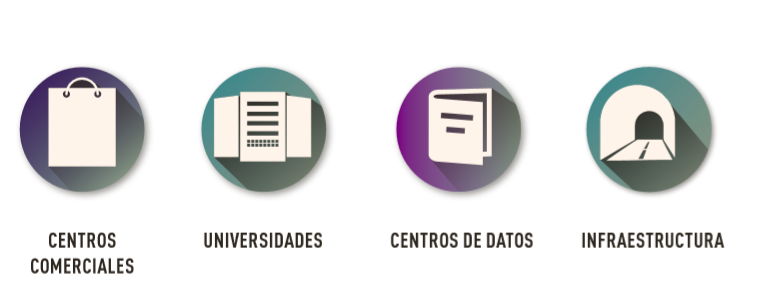 CENTROS
COMERCIALES
UNIVERSIDADES
CENTROS DE DATOS
INFRAESTRUCTURA